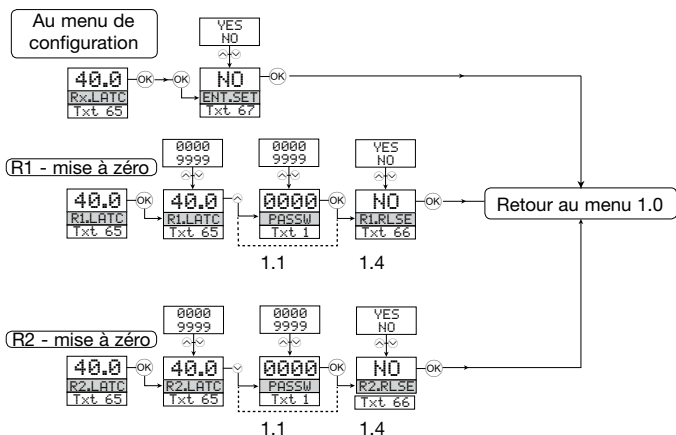 Au menu de
configuration
YES
NO
40.0
OK
OK
NO
OK
Rx.LATC
ENT.SET
Txt 65
Txt 67
0000
9999
0000
9999
YES
NO
R1 - mise à zéro
40.0
OK
40.0
0000
OK
NO
OK
Retour au menu 1.0
R1.LATC
R1.LATC
PASSW
R1.RLSE
Txt 65
Txt 65
Txt 1
Txt 66
1.1
1.4
0000
9999
0000
9999
YES
NO
R2 - mise à zéro
40.0
OK
40.0
0000
OK
NO
OK
R2.LATC
R2.LATC
PASSW
R2.RLSE
Txt 65
Txt 65
Txt 1
Txt 66
1.1
1.4